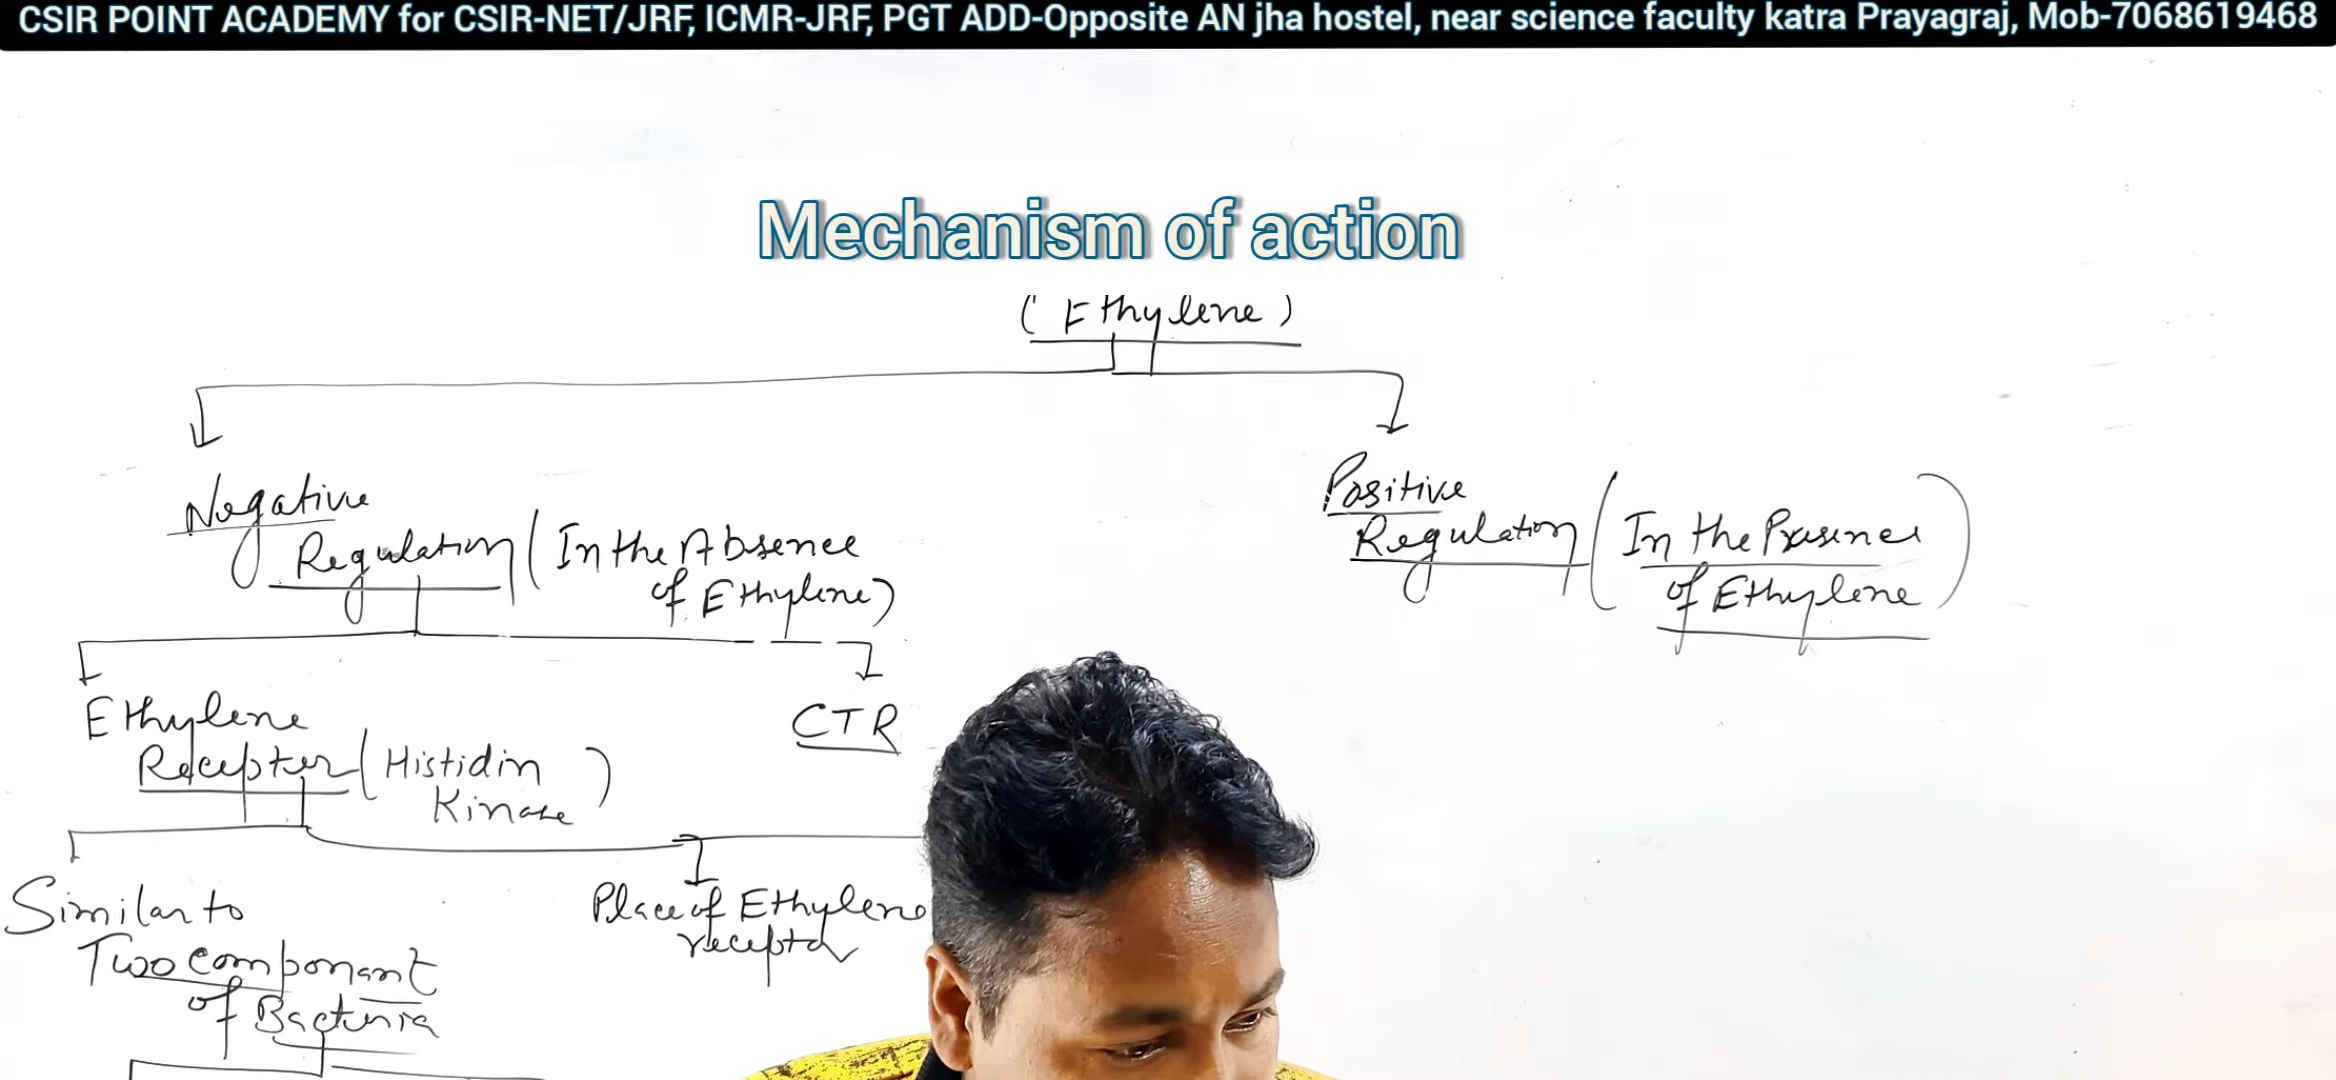 CSIR POINT ACADEMY for CSIR-NET/JRF, ICMR-JRF, PGT ADD-Opposite AN jha hostel, near science faculty katra Prayagraj, Mob-7068619468
Mechanism of action
(Ethylene)
Negative
Regulation (In the Absence
of Ethylene)
Positive
Regulation (In the Presence
of Ethylene)
Ethylene
Receptor (Histidin
Kinase)
CTR
Similar to
Two componant
of Bacteria
Place of Ethylene
receptor